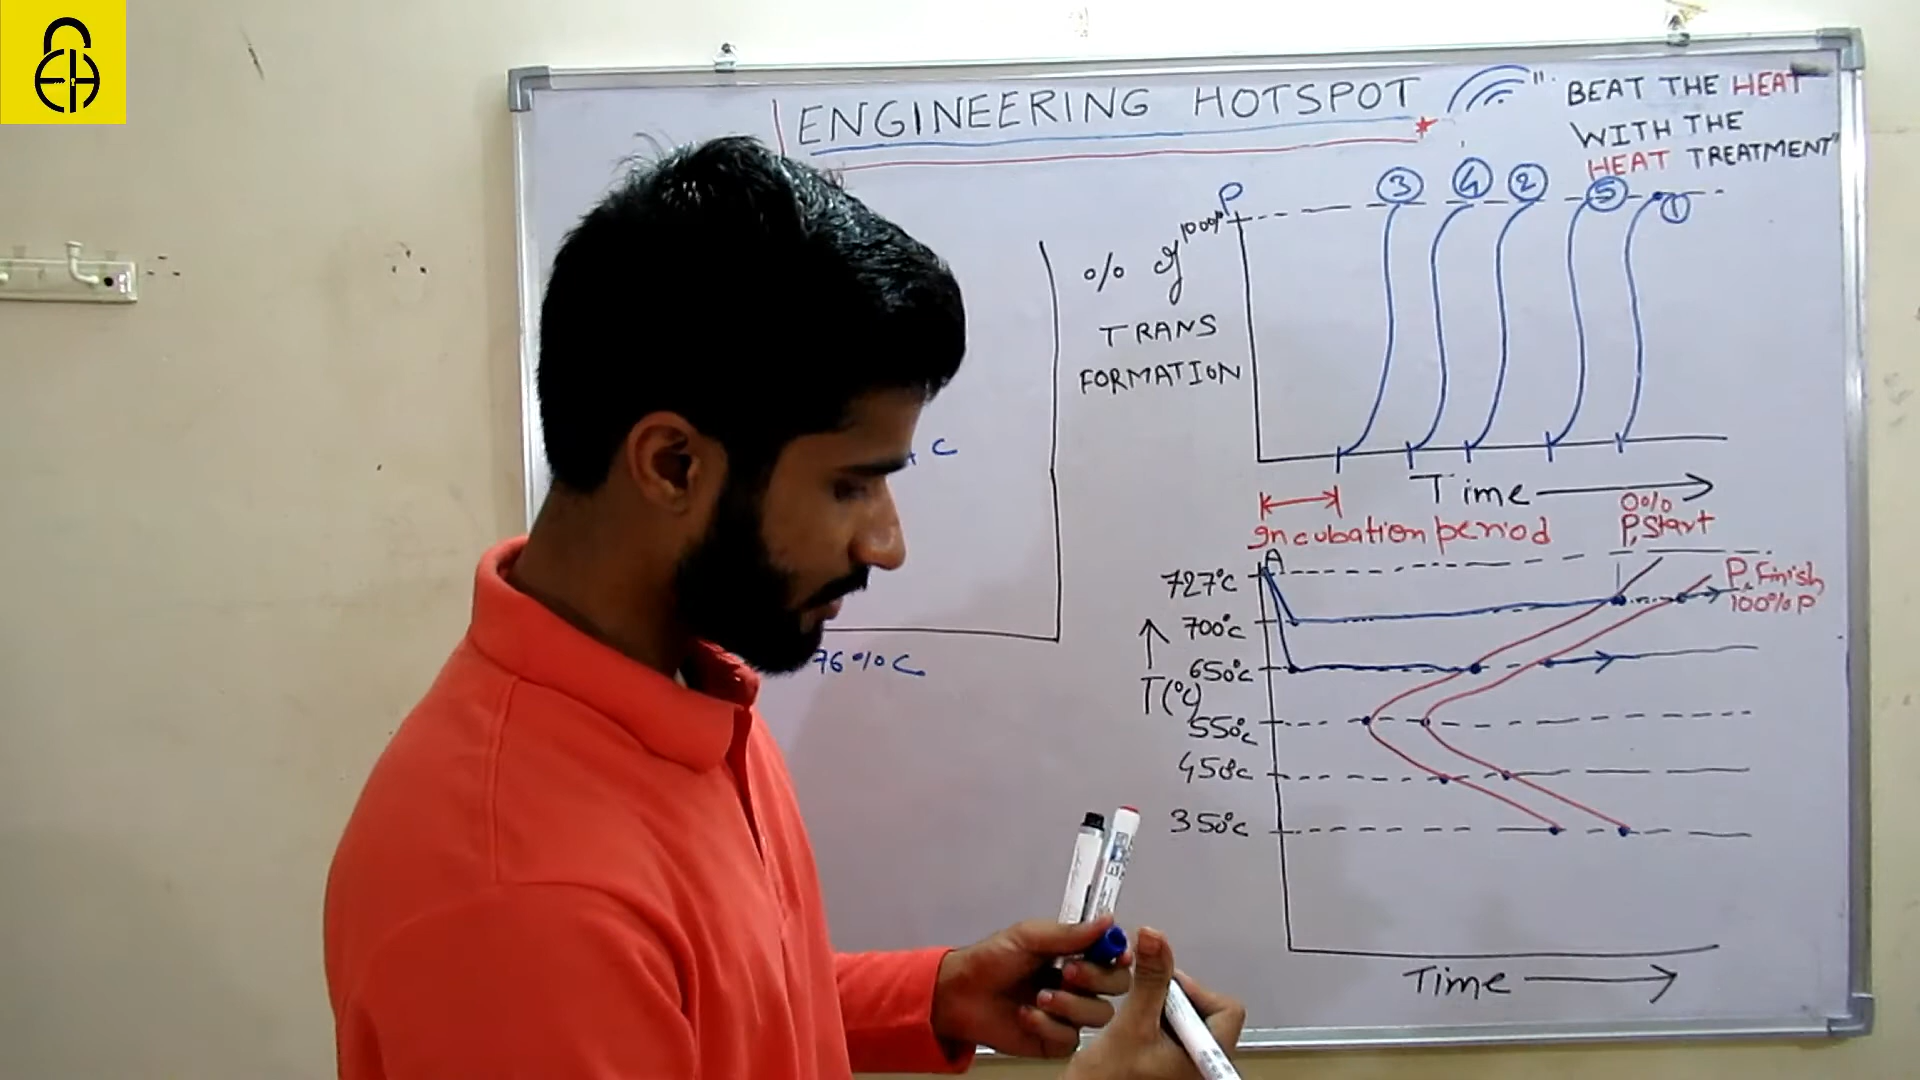 ENGINEERING HOTSPOT
" BEAT THE HEAT
WITH THE
HEAT TREATMENT"
P
100%
3 4 2 5 1
% of
TRANS
FORMATION
Time
Incubation period
0%
P, Start
A
727°C
P, Finish
100% P
700°C
650°C
T(°C)
550°C
450°C
350°C
Time
C
76%C